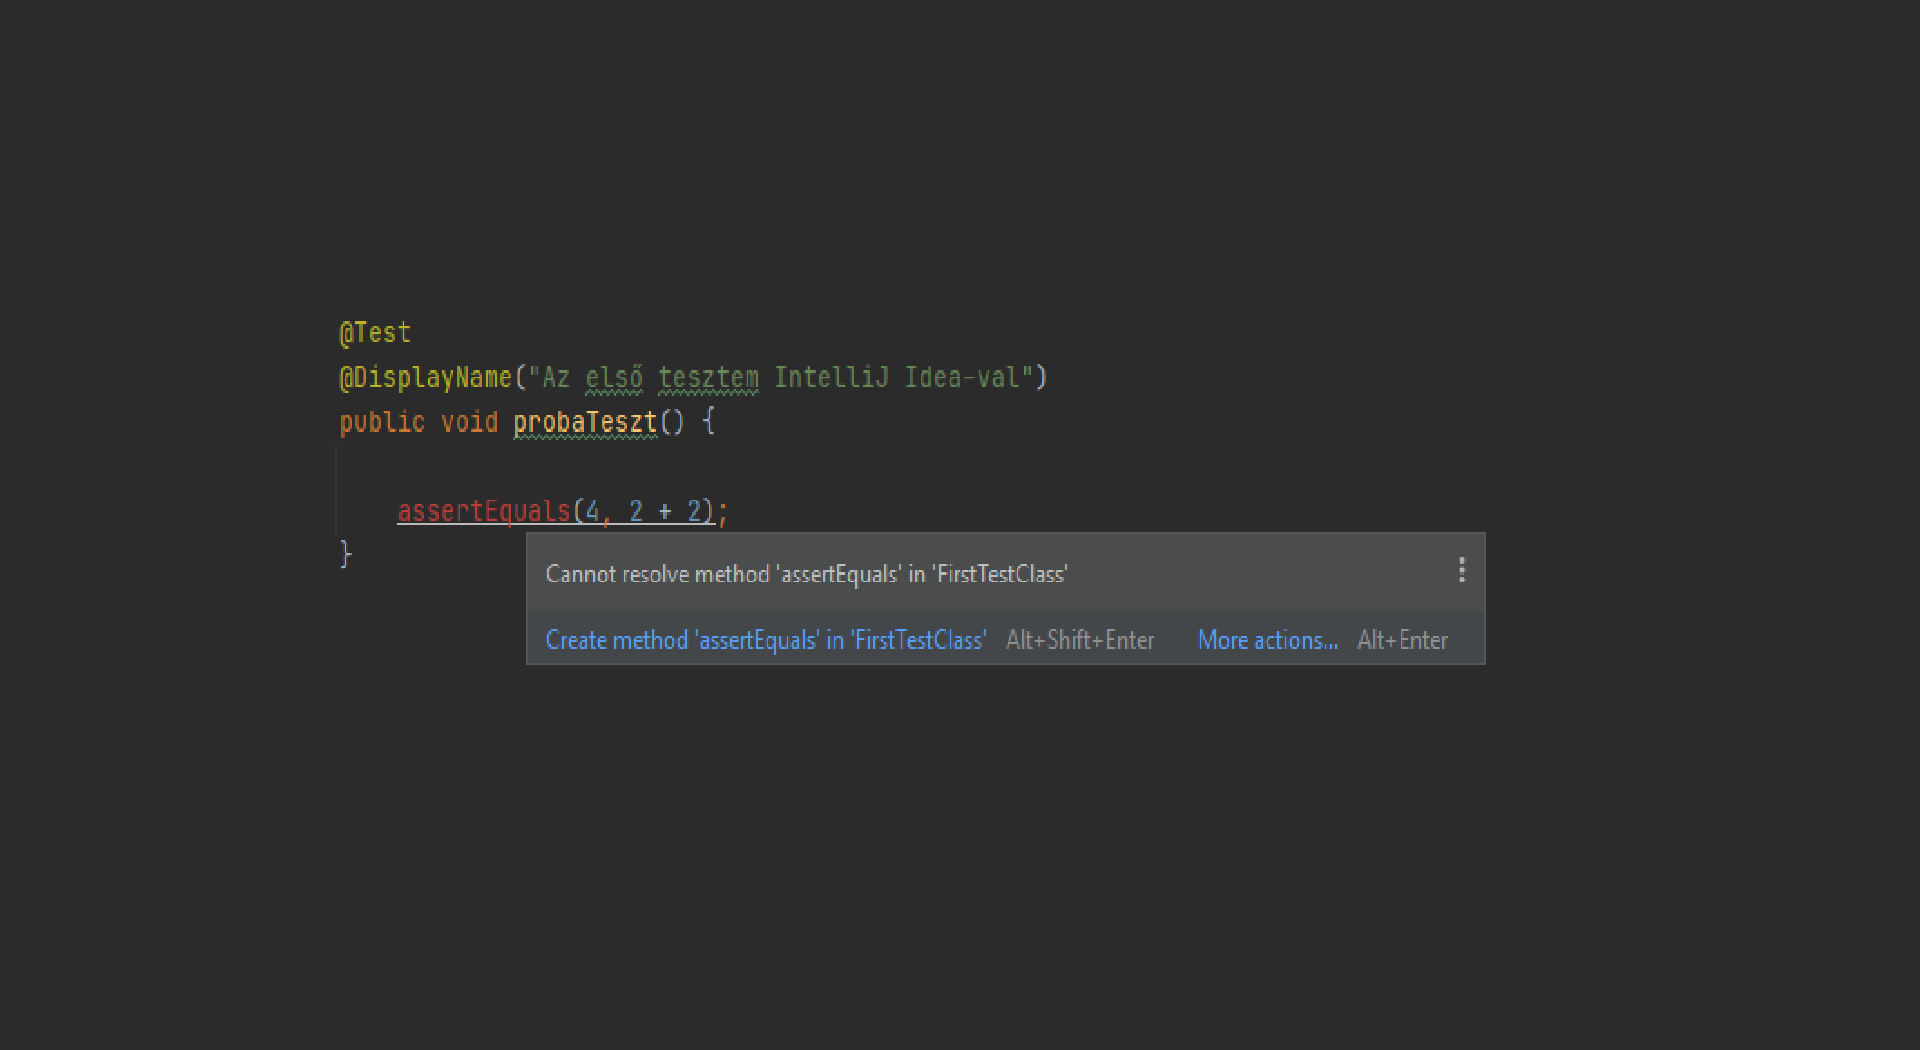 @Test
@DisplayName("Az első tesztem IntelliJ Idea-val")
public void probaTeszt() {
assertEquals(4, 2 + 2);
}
Cannot resolve method 'assertEquals' in 'FirstTestClass'
Create method 'assertEquals' in 'FirstTestClass' Alt+Shift+Enter More actions... Alt+Enter